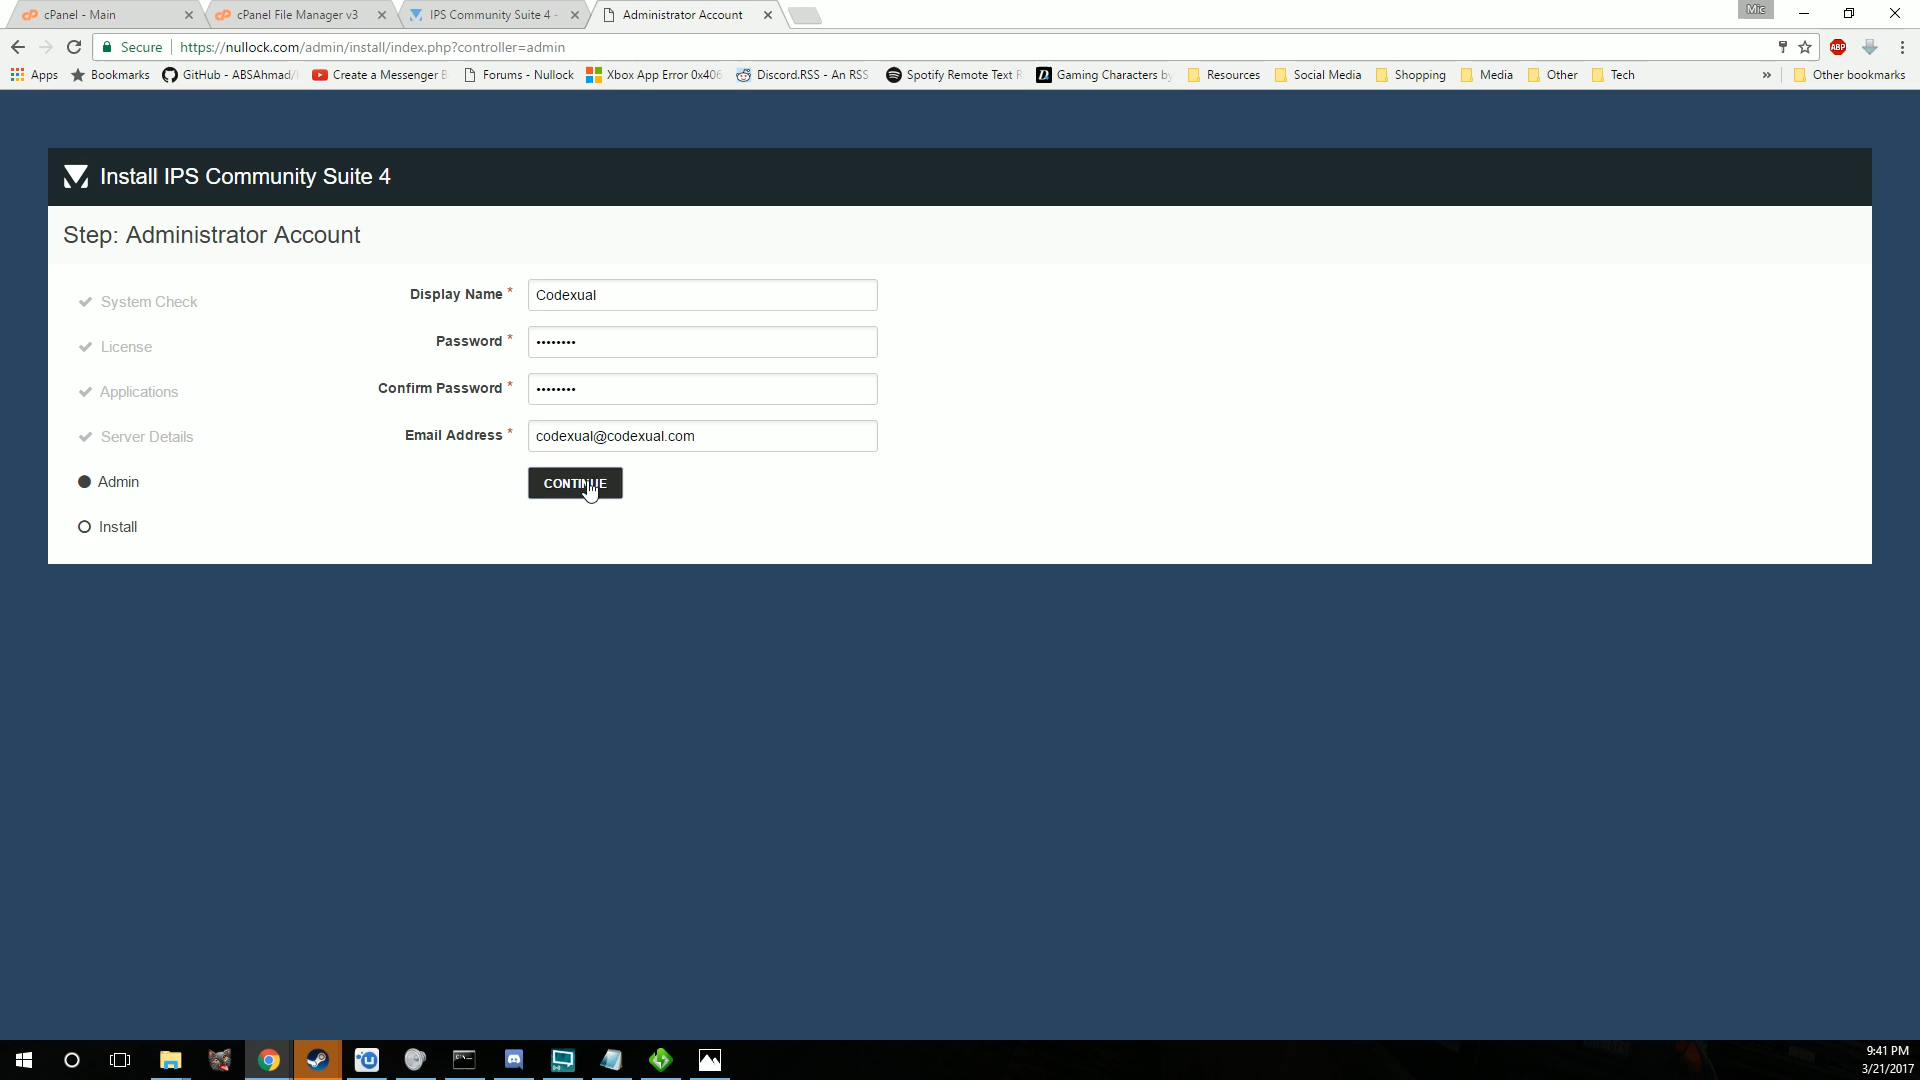 cPanel - Main
cPanel File Manager v3
IPS Community Suite 4 -
Administrator Account
Mic
Secure
https://nullock.com/admin/install/index.php?controller=admin
ABP
Apps
Bookmarks
GitHub - ABSAhmad/
Create a Messenger B
Forums - Nullock
Xbox App Error 0x406
Discord.RSS - An RSS
Spotify Remote Text F
Gaming Characters by
Resources
Social Media
Shopping
Media
Other
Tech
»
Other bookmarks
Install IPS Community Suite 4
Step: Administrator Account
System Check
License
Applications
Server Details
Admin
Install
Display Name *
Codexual
Password *
••••••••
Confirm Password *
••••••••
Email Address *
codexual@codexual.com
CONTINUE
9:41 PM
3/21/2017